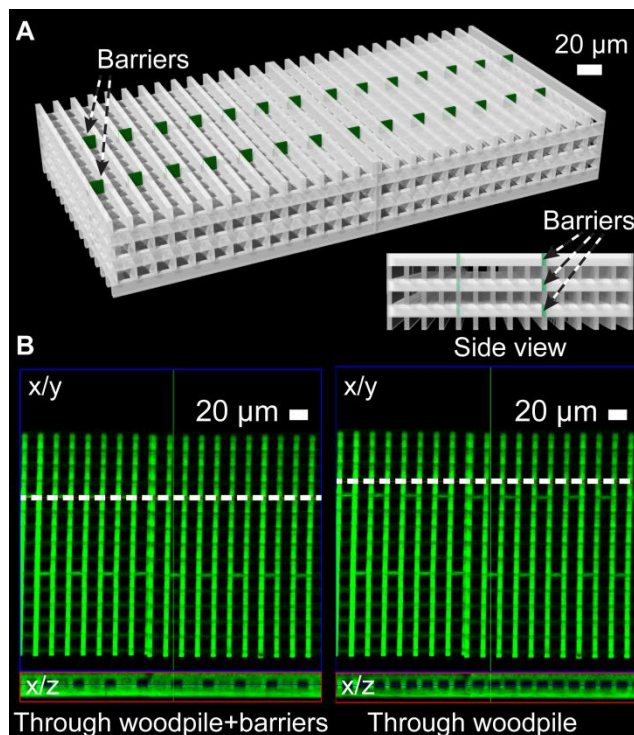 A
Barriers
20 µm
Barriers
Side view
B
x/y
20 µm
x/z
Through woodpile+barriers
x/y
20 µm
x/z
Through woodpile